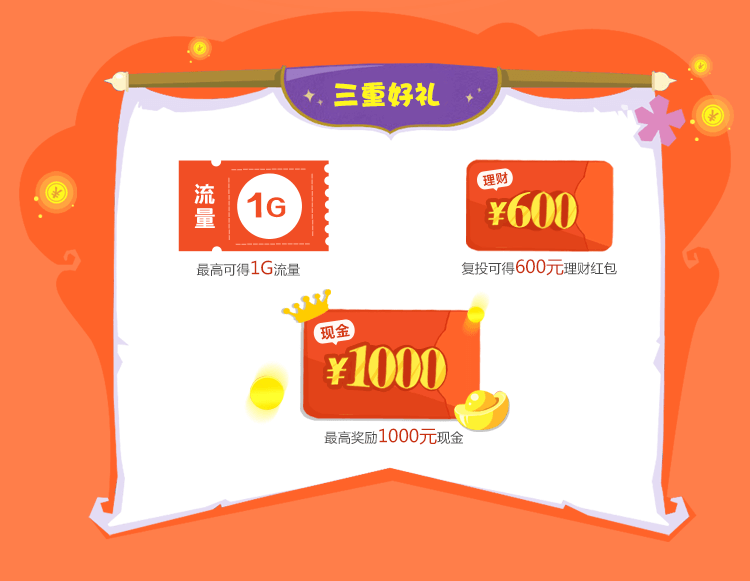 三重好礼
流量
1G
最高可得1G流量
理财
¥600
复投可得600元理财红包
现金
¥1000
最高奖励1000元现金